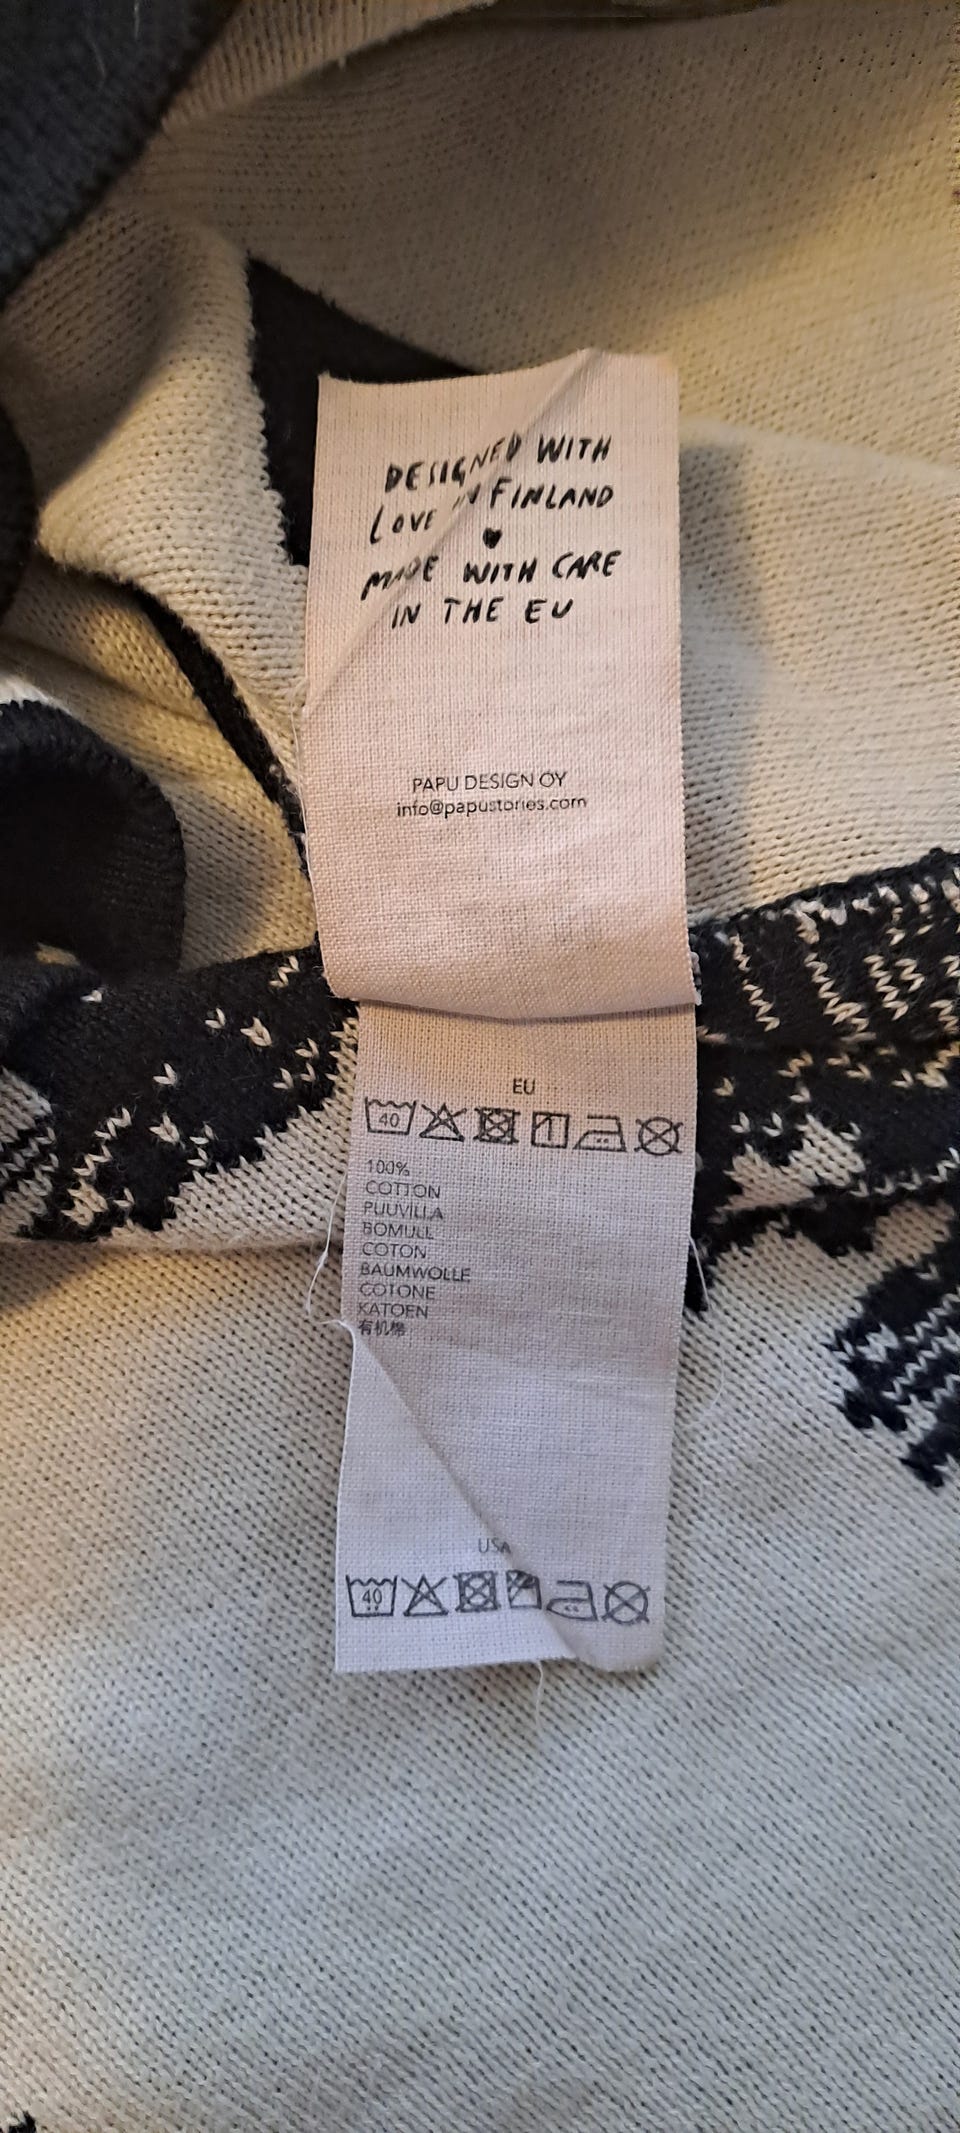 DESIGNED WITH
LOVE IN FINLAND
MADE WITH CARE
IN THE EU
PAPU DESIGN OY
info@papustories.com
EU
40
100%
COTTON
PUUVILLA
BOMULL
COTON
BAUMWOLLE
COTONE
KATOEN
有机棉
USA
40